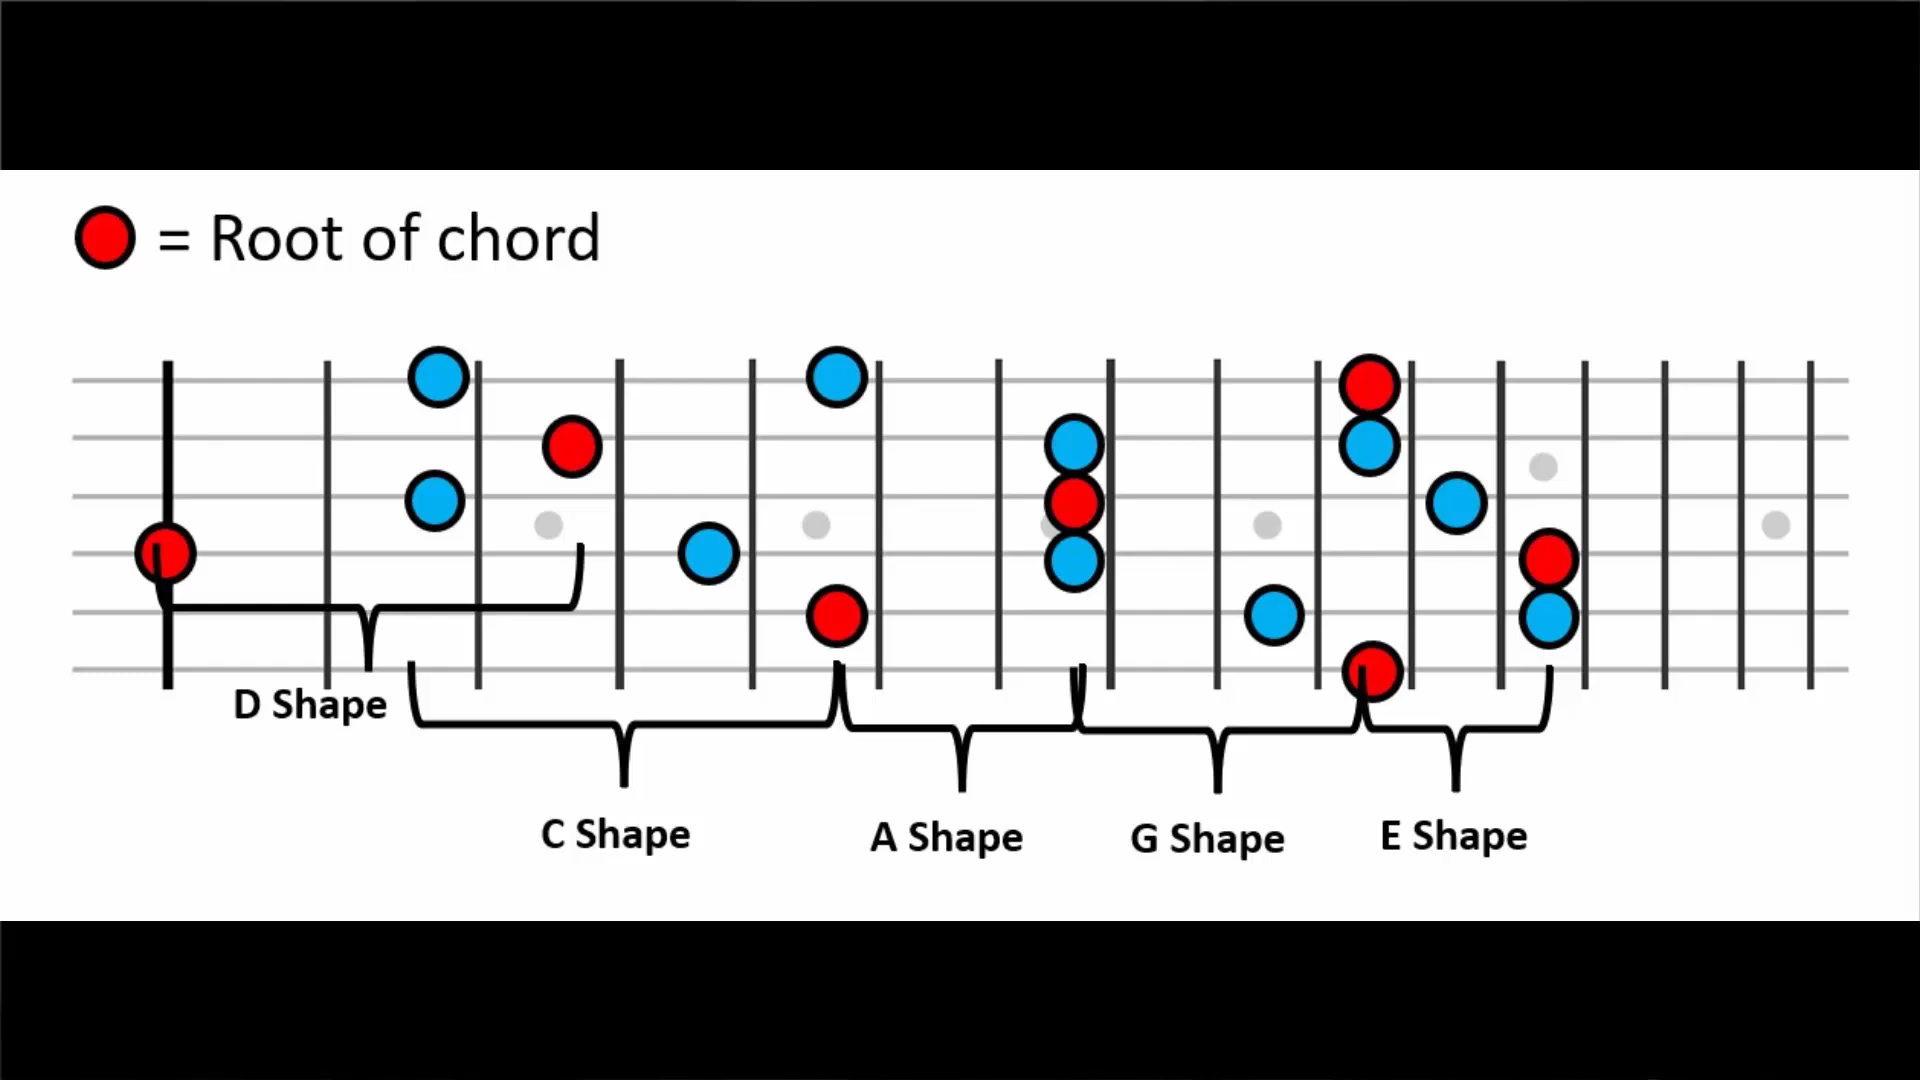 = Root of chord
D Shape
C Shape
A Shape
G Shape
E Shape